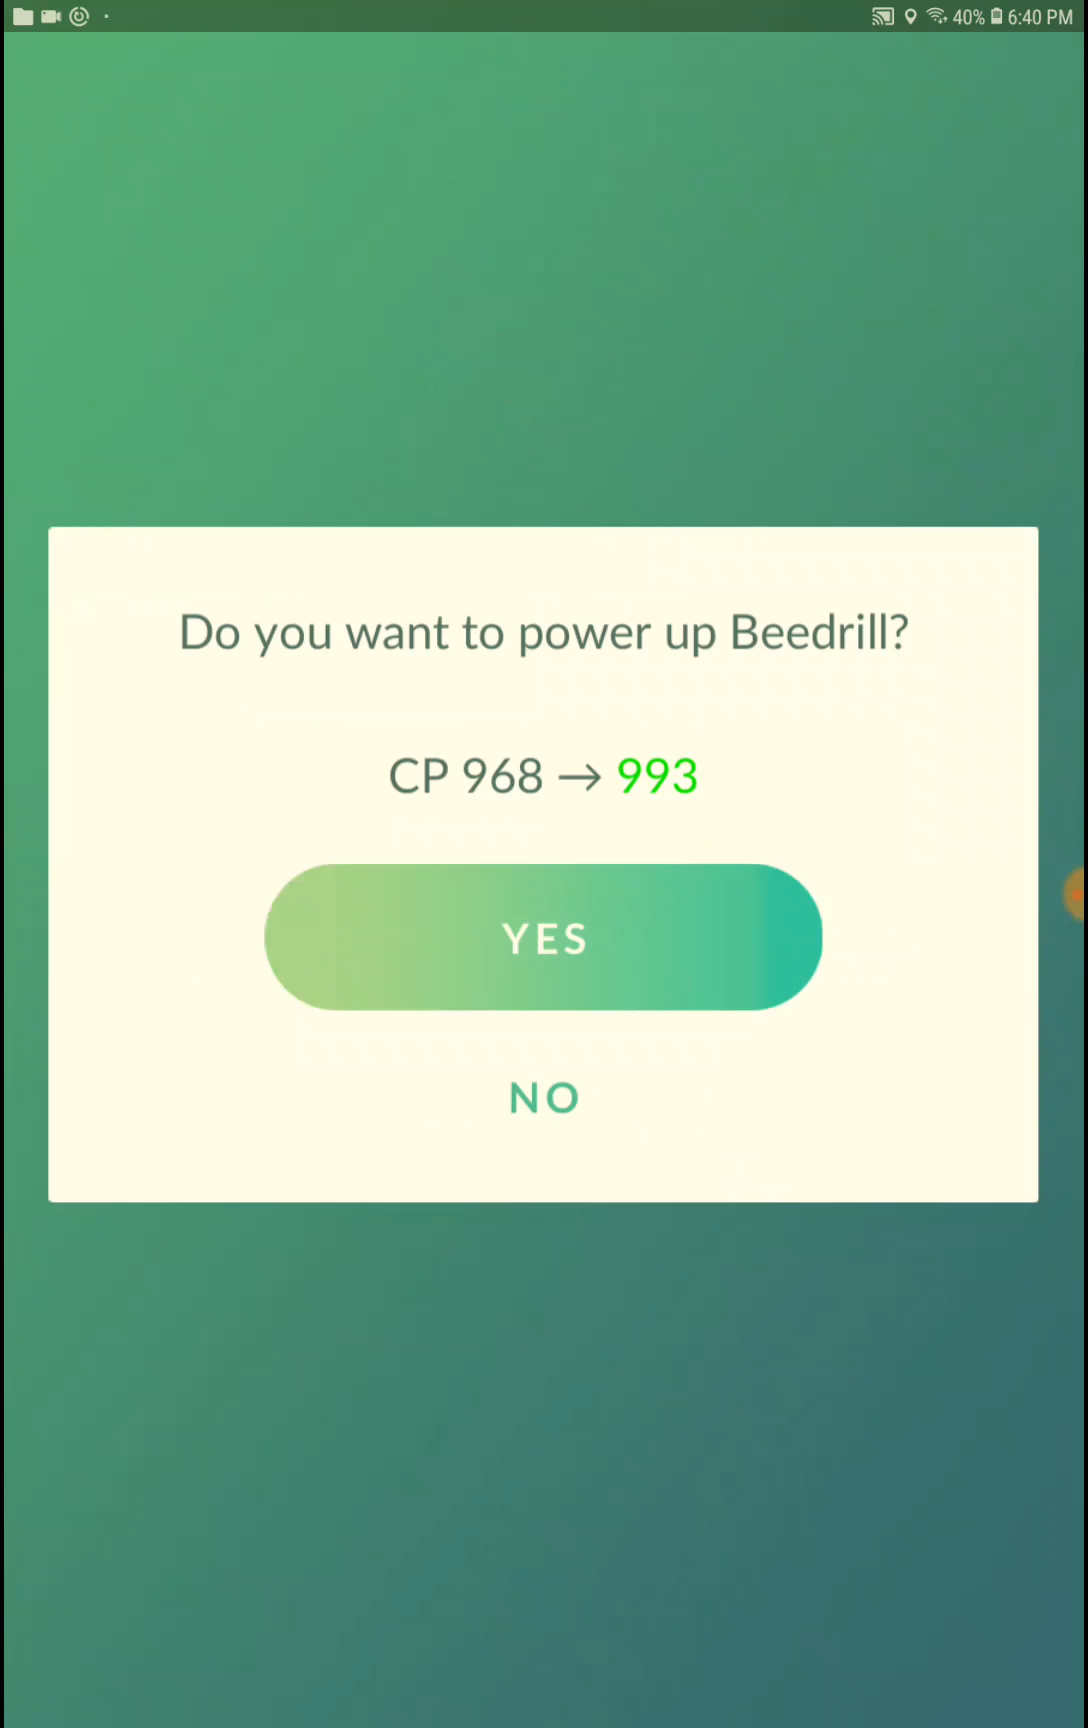 40% 6:40 PM
Do you want to power up Beedrill?
CP 968 → 993
YES
NO